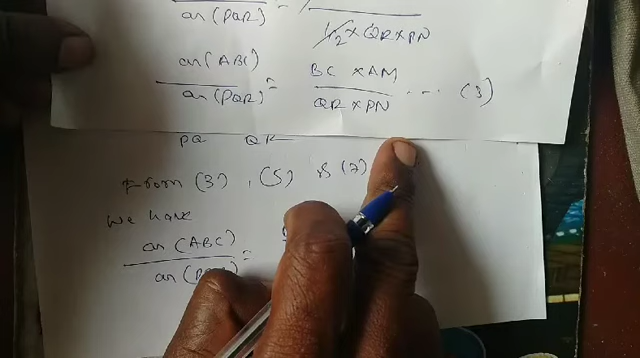 ar(PQR) =
1/2 × QR × PN
ar(ABC) BC × AM
ar(PQR) = QR × PN ... (3)
PQ QR
From (3), (5) & (7)
We have
ar(ABC) =
ar(